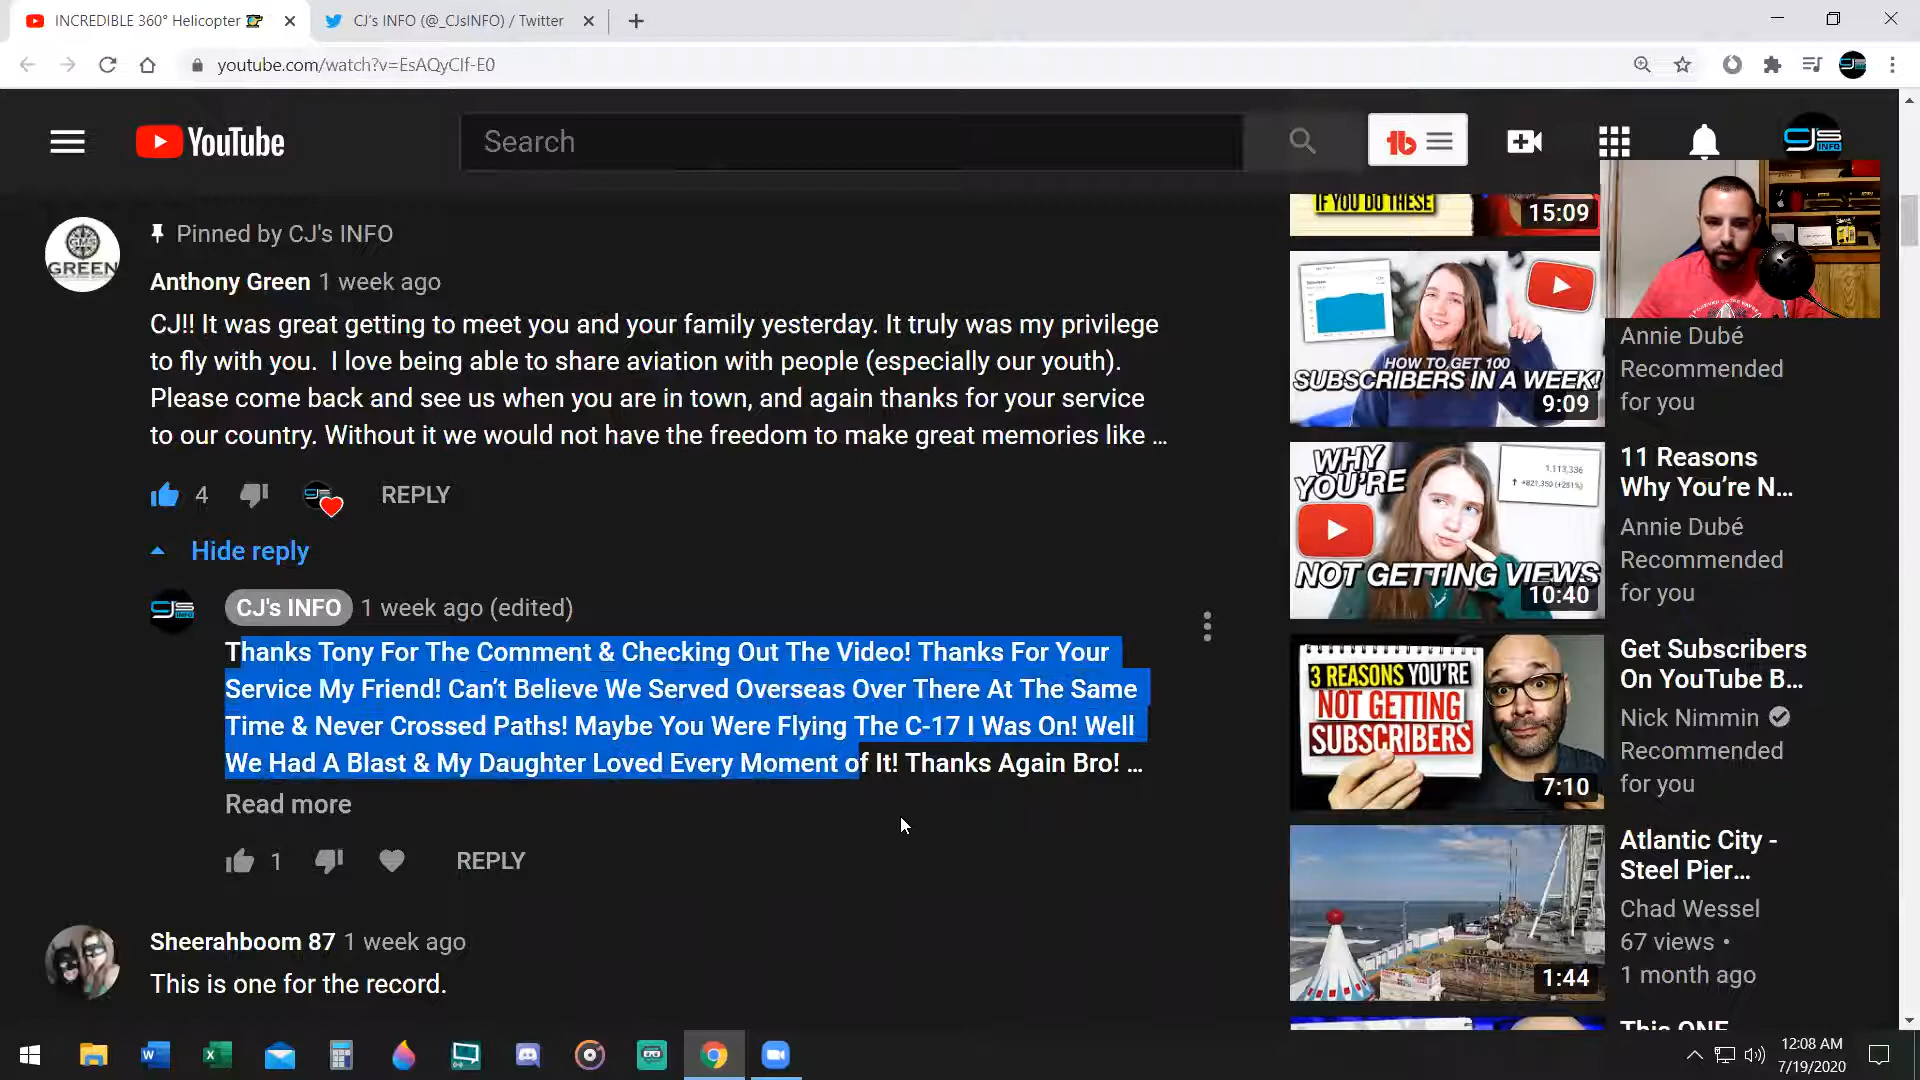 INCREDIBLE 360° Helicopter
CJ's INFO (@_CJsINFO) / Twitter
youtube.com/watch?v=EsAQyCIf-E0
YouTube
Search
tb
CJ'S
INFO
Pinned by CJ's INFO
GREEN
Anthony Green 1 week ago
CJ!! It was great getting to meet you and your family yesterday. It truly was my privilege
to fly with you. I love being able to share aviation with people (especially our youth).
Please come back and see us when you are in town, and again thanks for your service
to our country. Without it we would not have the freedom to make great memories like ...
4
REPLY
Hide reply
CJ's INFO 1 week ago (edited)
Thanks Tony For The Comment & Checking Out The Video! Thanks For Your
Service My Friend! Can't Believe We Served Overseas Over There At The Same
Time & Never Crossed Paths! Maybe You Were Flying The C-17 I Was On! Well
We Had A Blast & My Daughter Loved Every Moment of It! Thanks Again Bro! ...
Read more
1
REPLY
Sheerahboom 87 1 week ago
This is one for the record.
IF YOU DO THESE
15:09
HOW TO GET 100
SUBSCRIBERS IN A WEEK!
9:09
Annie Dubé
Recommended
for you
WHY
YOU'RE
1,113,336
NOT GETTING VIEWS
10:40
11 Reasons
Why You're N...
Annie Dubé
Recommended
for you
3 REASONS YOU'RE
NOT GETTING
SUBSCRIBERS
7:10
Get Subscribers
On YouTube B...
Nick Nimmin
Recommended
for you
1:44
Atlantic City -
Steel Pier...
Chad Wessel
67 views •
1 month ago
This ONE
12:08 AM
7/19/2020